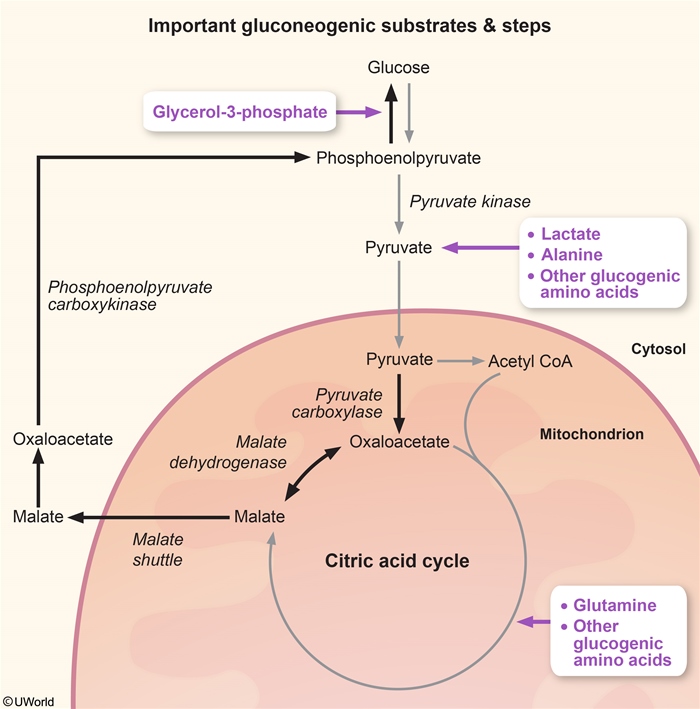 Important gluconeogenic substrates & steps
Glucose
Glycerol-3-phosphate
Phosphoenolpyruvate
Pyruvate kinase
Pyruvate
• Lactate
• Alanine
• Other glucogenic
amino acids
Phosphoenolpyruvate
carboxykinase
Cytosol
Pyruvate
Acetyl CoA
Pyruvate
carboxylase
Mitochondrion
Oxaloacetate
Malate
dehydrogenase
Oxaloacetate
Malate
Malate
Malate
shuttle
Citric acid cycle
• Glutamine
• Other
glucogenic
amino acids
©UWorld